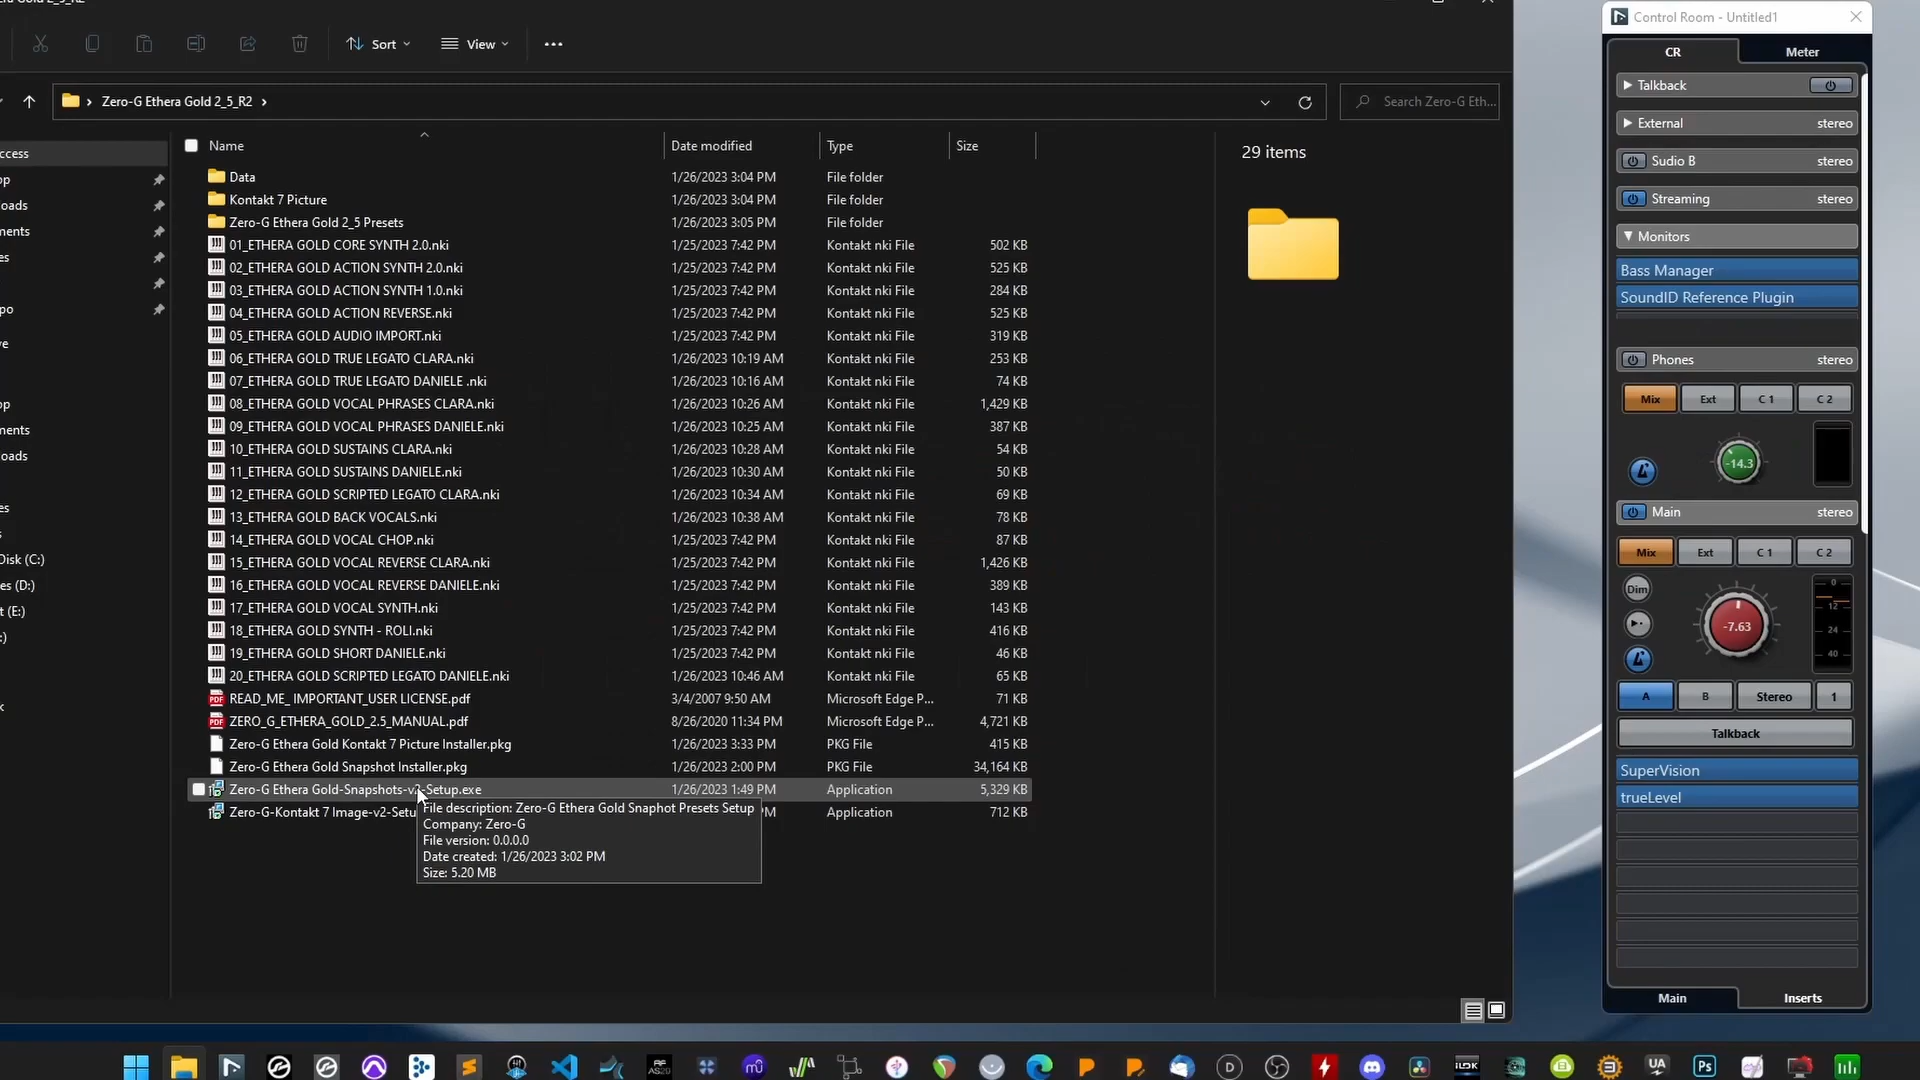 Sort
View
Zero-G Ethera Gold 2_5_R2
Search Zero-G Eth...
Name
Date modified
Type
Size
29 items
Data 1/26/2023 3:04 PM File folder
Kontakt 7 Picture 1/26/2023 3:04 PM File folder
Zero-G Ethera Gold 2_5 Presets 1/26/2023 3:05 PM File folder
01_ETHERA GOLD CORE SYNTH 2.0.nki 1/25/2023 7:42 PM Kontakt nki File 502 KB
02_ETHERA GOLD ACTION SYNTH 2.0.nki 1/25/2023 7:42 PM Kontakt nki File 525 KB
03_ETHERA GOLD ACTION SYNTH 1.0.nki 1/25/2023 7:42 PM Kontakt nki File 284 KB
04_ETHERA GOLD ACTION REVERSE.nki 1/25/2023 7:42 PM Kontakt nki File 525 KB
05_ETHERA GOLD AUDIO IMPORT.nki 1/25/2023 7:42 PM Kontakt nki File 319 KB
06_ETHERA GOLD TRUE LEGATO CLARA.nki 1/26/2023 10:19 AM Kontakt nki File 253 KB
07_ETHERA GOLD TRUE LEGATO DANIELE .nki 1/26/2023 10:16 AM Kontakt nki File 74 KB
08_ETHERA GOLD VOCAL PHRASES CLARA.nki 1/26/2023 10:26 AM Kontakt nki File 1,429 KB
09_ETHERA GOLD VOCAL PHRASES DANIELE.nki 1/26/2023 10:25 AM Kontakt nki File 387 KB
10_ETHERA GOLD SUSTAINS CLARA.nki 1/26/2023 10:28 AM Kontakt nki File 54 KB
11_ETHERA GOLD SUSTAINS DANIELE.nki 1/26/2023 10:30 AM Kontakt nki File 50 KB
12_ETHERA GOLD SCRIPTED LEGATO CLARA.nki 1/26/2023 10:34 AM Kontakt nki File 69 KB
13_ETHERA GOLD BACK VOCALS.nki 1/26/2023 10:38 AM Kontakt nki File 78 KB
14_ETHERA GOLD VOCAL CHOP.nki 1/25/2023 7:42 PM Kontakt nki File 87 KB
15_ETHERA GOLD VOCAL REVERSE CLARA.nki 1/25/2023 7:42 PM Kontakt nki File 1,426 KB
16_ETHERA GOLD VOCAL REVERSE DANIELE.nki 1/25/2023 7:42 PM Kontakt nki File 389 KB
17_ETHERA GOLD VOCAL SYNTH.nki 1/25/2023 7:42 PM Kontakt nki File 143 KB
18_ETHERA GOLD SYNTH - ROLI.nki 1/25/2023 7:42 PM Kontakt nki File 416 KB
19_ETHERA GOLD SHORT DANIELE.nki 1/25/2023 7:42 PM Kontakt nki File 46 KB
20_ETHERA GOLD SCRIPTED LEGATO DANIELE.nki 1/26/2023 10:46 AM Kontakt nki File 65 KB
READ_ME_ IMPORTANT_USER LICENSE.pdf 3/4/2007 9:50 AM Microsoft Edge P... 71 KB
ZERO_G_ETHERA_GOLD_2.5_MANUAL.pdf 8/26/2020 11:34 PM Microsoft Edge P... 4,721 KB
Zero-G Ethera Gold Kontakt 7 Picture Installer.pkg 1/26/2023 3:33 PM PKG File 415 KB
Zero-G Ethera Gold Snapshot Installer.pkg 1/26/2023 2:00 PM PKG File 34,164 KB
Zero-G Ethera Gold-Snapshots-v2-Setup.exe 1/26/2023 1:49 PM Application 5,329 KB
Zero-G-Kontakt 7 Image-v2-Setu PM Application 712 KB
File description: Zero-G Ethera Gold Snaphot Presets Setup
Company: Zero-G
File version: 0.0.0.0
Date created: 1/26/2023 3:02 PM
Size: 5.20 MB
ccess
op
oads
ments
es
po
ve
op
ments
oads
es
s
Disk (C:)
es (D:)
t (E:)
:)
k
Control Room - Untitled1
CR
Meter
Talkback
External stereo
Sudio B stereo
Streaming stereo
Monitors
Bass Manager
SoundID Reference Plugin
Phones stereo
Mix Ext C 1 C 2
-14.3
Main stereo
Mix Ext C 1 C 2
Dim
-7.63
0
12
24
40
A B Stereo 1
Talkback
SuperVision
trueLevel
Main
Inserts
UA
Ps